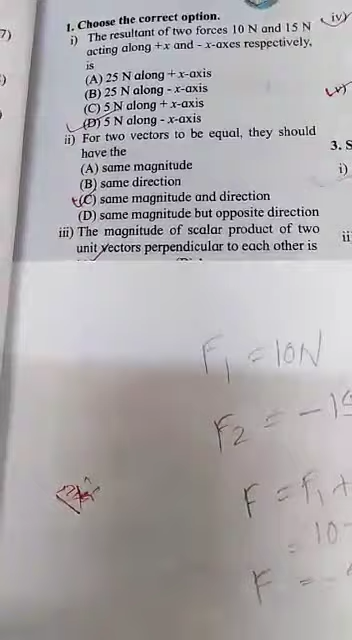 7)
1. Choose the correct option.
i) The resultant of two forces 10 N and 15 N
acting along +x and - x-axes respectively,
is
(A) 25 N along + x-axis
(B) 25 N along - x-axis
(C) 5 N along + x-axis
(D) 5 N along - x-axis
ii) For two vectors to be equal, they should
have the
(A) same magnitude
(B) same direction
(C) same magnitude and direction
(D) same magnitude but opposite direction
iii) The magnitude of scalar product of two
unit vectors perpendicular to each other is
iv)
v)
3. S
i)
ii
F1 = 10N
F2 = -15
F = F1 +
= 10-
F = -